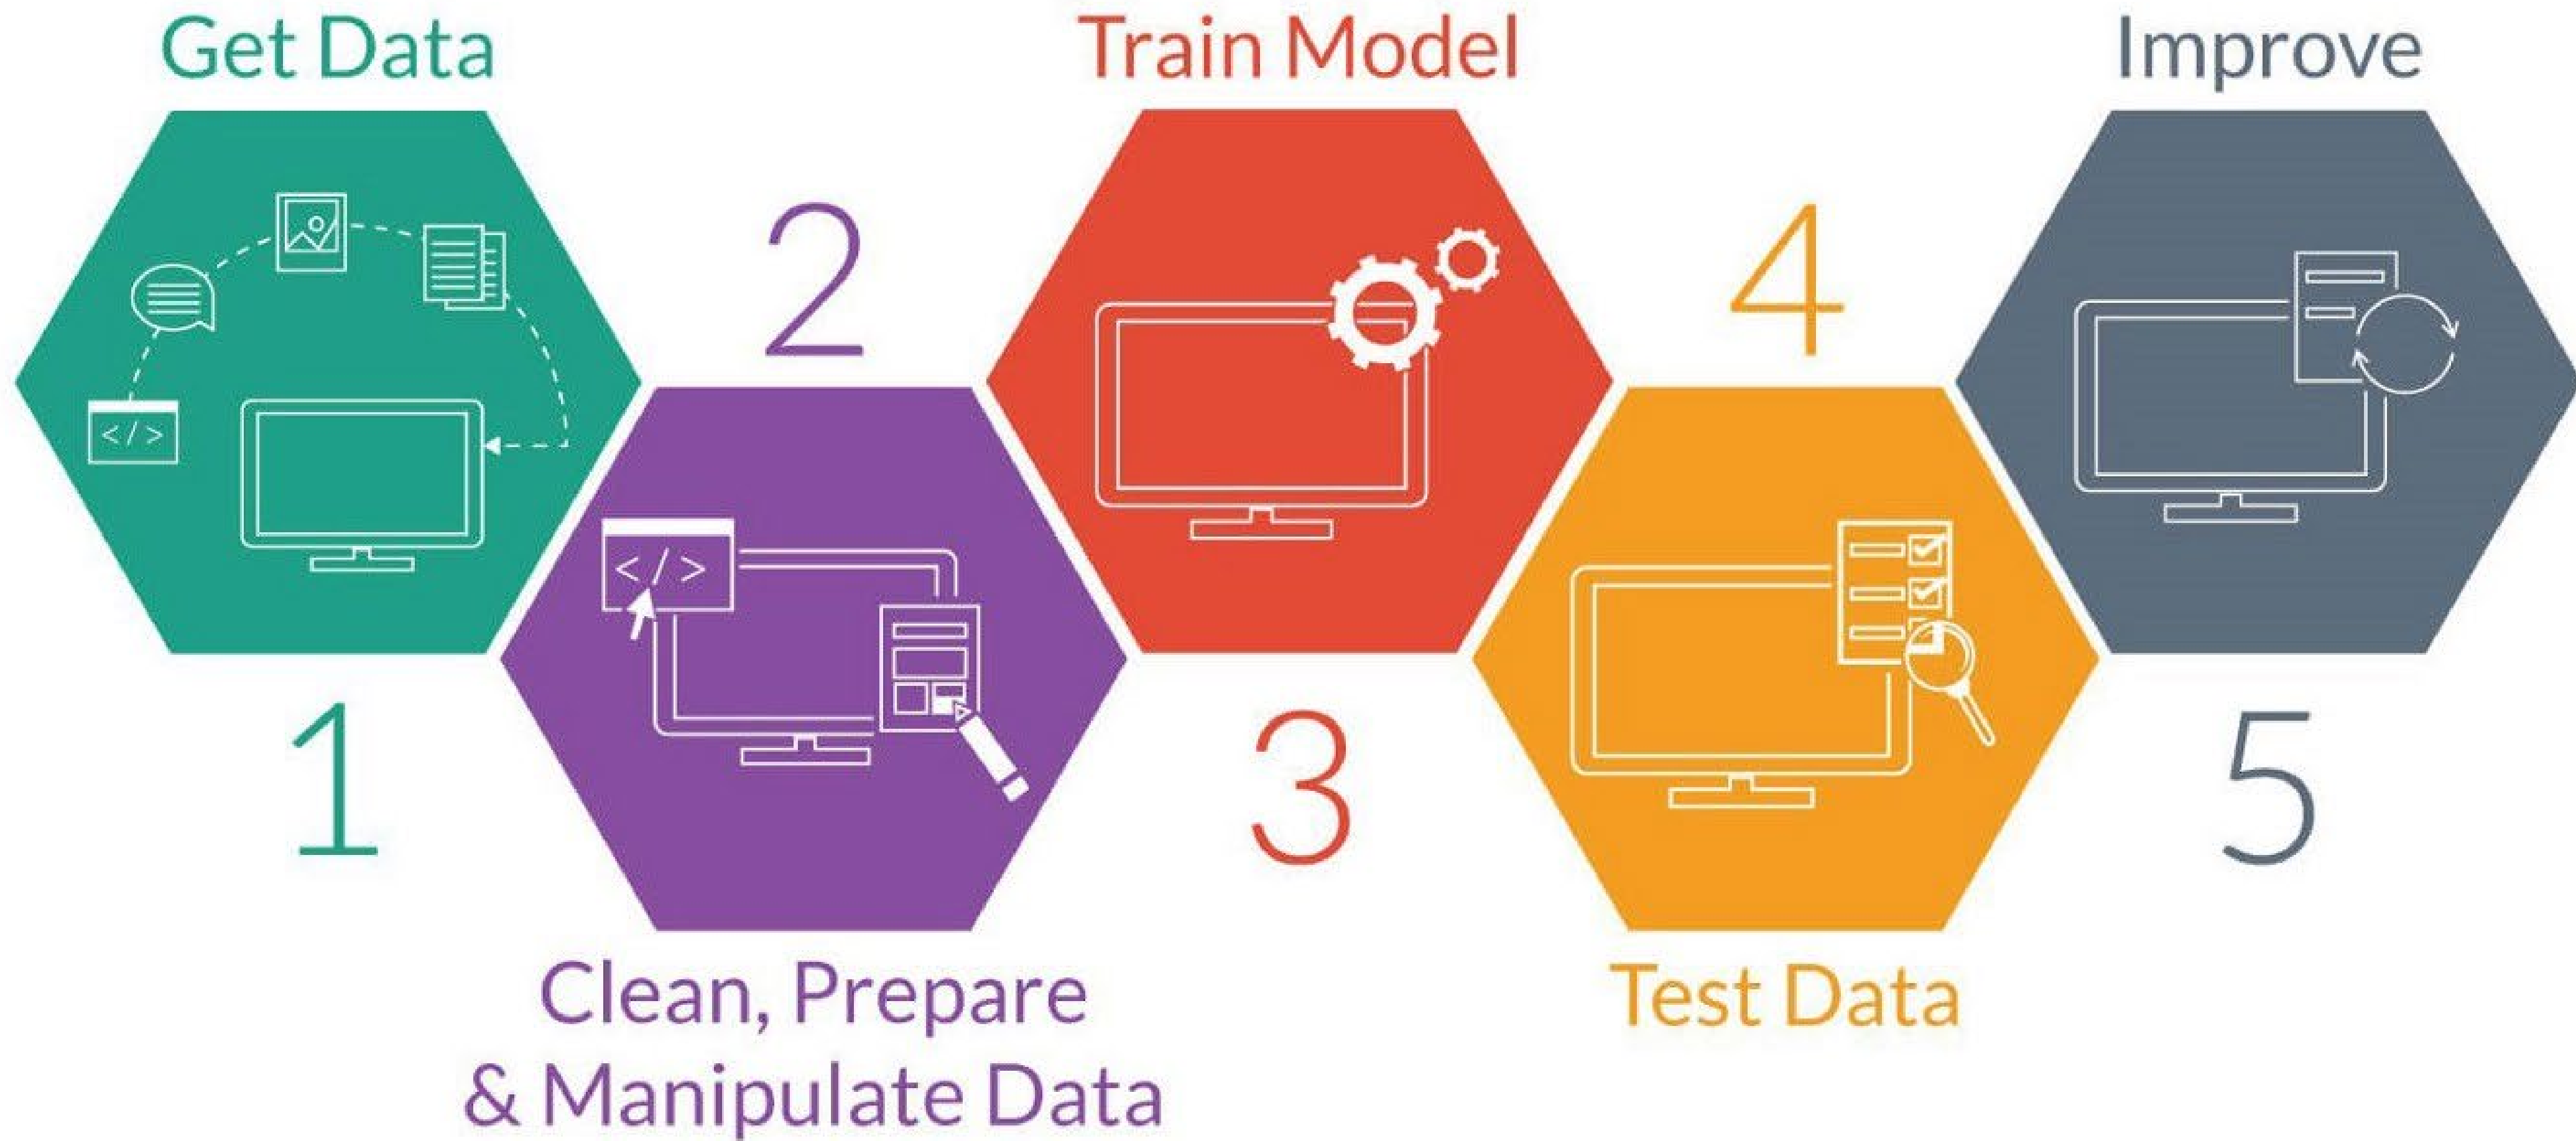 Get Data
1
</>
2
</>
Clean, Prepare
& Manipulate Data
Train Model
3
4
Test Data
Improve
5